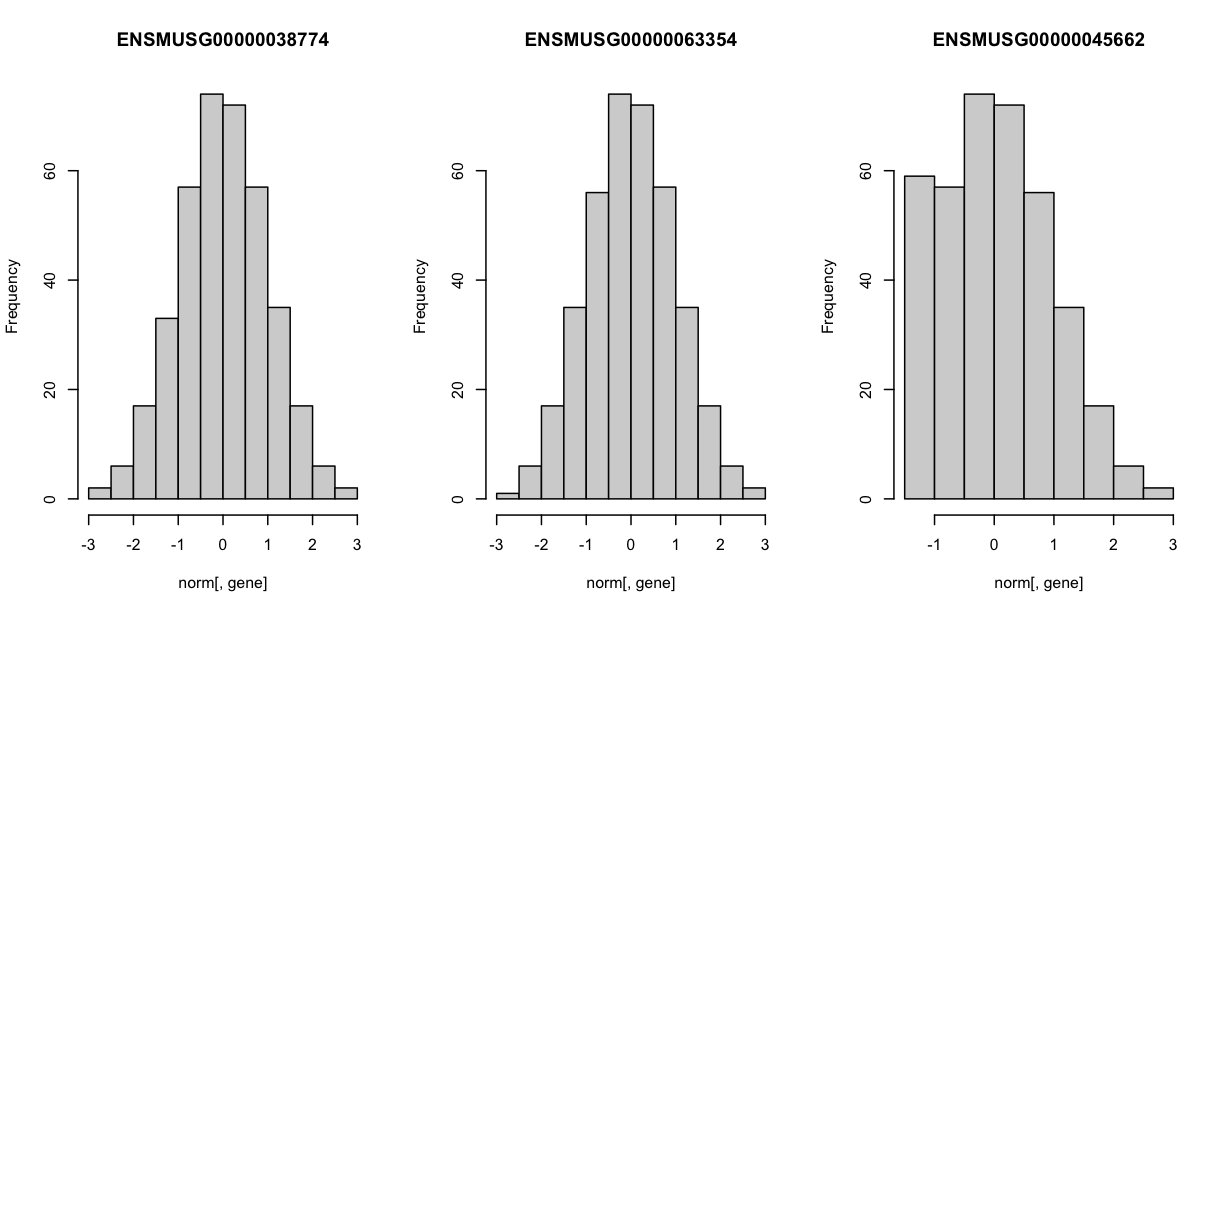 ENSMUSG00000038774
Frequency
60
40
20
0
-3 -2 -1 0 1 2 3
norm[, gene]
ENSMUSG00000063354
Frequency
60
40
20
0
-3 -2 -1 0 1 2 3
norm[, gene]
ENSMUSG00000045662
Frequency
60
40
20
0
-1 0 1 2 3
norm[, gene]